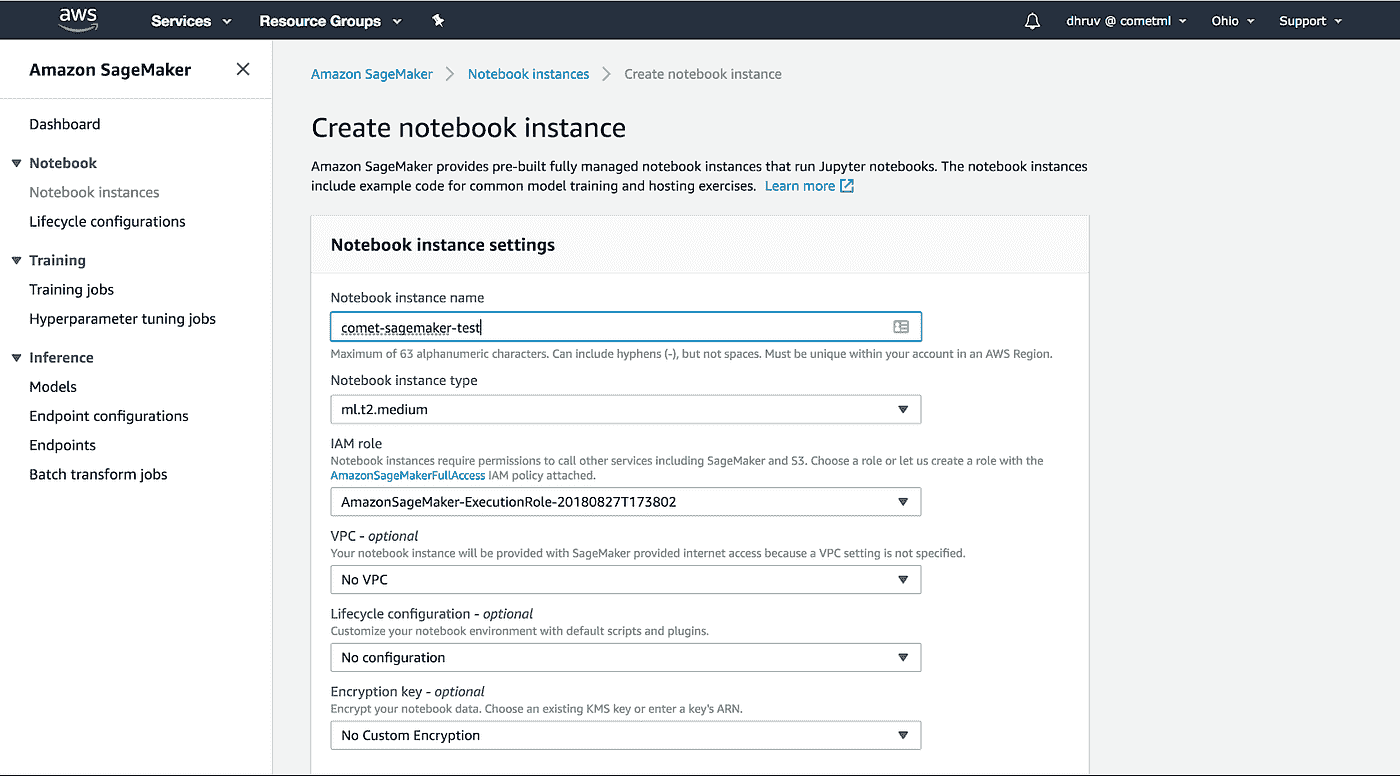 aws Services Resource Groups dhruv @ cometml Ohio Support
Amazon SageMaker
Dashboard
Notebook
Notebook instances
Lifecycle configurations
Training
Training jobs
Hyperparameter tuning jobs
Inference
Models
Endpoint configurations
Endpoints
Batch transform jobs
Amazon SageMaker Notebook instances Create notebook instance
Create notebook instance
Amazon SageMaker provides pre-built fully managed notebook instances that run Jupyter notebooks. The notebook instances
include example code for common model training and hosting exercises. Learn more
Notebook instance settings
Notebook instance name
comet-sagemaker-test
Maximum of 63 alphanumeric characters. Can include hyphens (-), but not spaces. Must be unique within your account in an AWS Region.
Notebook instance type
ml.t2.medium
IAM role
Notebook instances require permissions to call other services including SageMaker and S3. Choose a role or let us create a role with the
AmazonSageMakerFullAccess IAM policy attached.
AmazonSageMaker-ExecutionRole-20180827T173802
VPC - optional
Your notebook instance will be provided with SageMaker provided internet access because a VPC setting is not specified.
No VPC
Lifecycle configuration - optional
Customize your notebook environment with default scripts and plugins.
No configuration
Encryption key - optional
Encrypt your notebook data. Choose an existing KMS key or enter a key's ARN.
No Custom Encryption